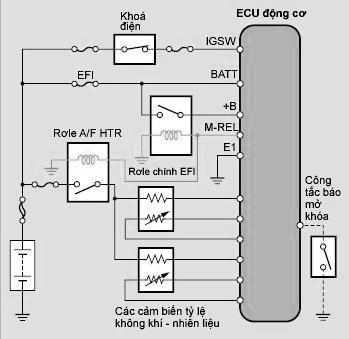 Khoá
điện
ECU động cơ
IGSW
EFI
BATT
+B
M-REL
Rơle A/F HTR
Rơle chính EFI
E1
Công
tắc báo
mở
khóa
Các cảm biến tỷ lệ
không khí - nhiên liệu